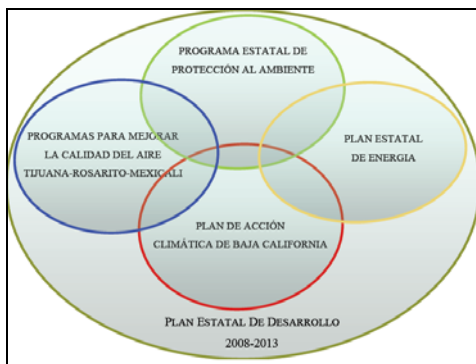 PROGRAMA ESTATAL DE
PROTECCIÓN AL AMBIENTE
PROGRAMAS PARA MEJORAR
LA CALIDAD DEL AIRE
TIJUANA-ROSARITO-MEXICALI
PLAN ESTATAL
DE ENERGIA
PLAN DE ACCIÓN
CLIMÁTICA DE BAJA CALIFORNIA
PLAN ESTATAL DE DESARROLLO
2008-2013